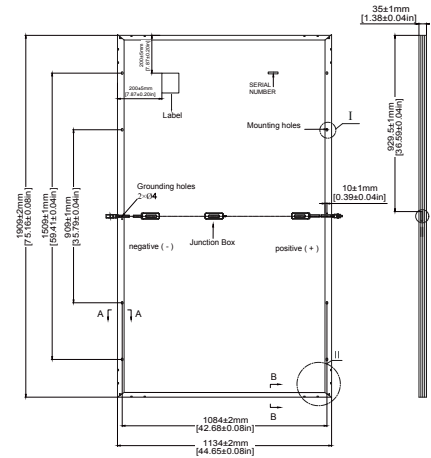 35±1mm
[1.38±0.04in]
200±5mm
[7.87±0.20in]
200±5mm
[7.87±0.20in]
Label
SERIAL
NUMBER
I
Mounting holes
929.5±1mm
[36.59±0.04in]
Grounding holes
2×Ø4
10±1mm
[0.39±0.04in]
1909±2mm
[75.16±0.08in]
1509±1mm
[59.41±0.04in]
909±1mm
[35.79±0.04in]
negative ( - )
Junction Box
positive ( + )
A
A
II
B
B
1084±2mm
[42.68±0.08in]
1134±2mm
[44.65±0.08in]